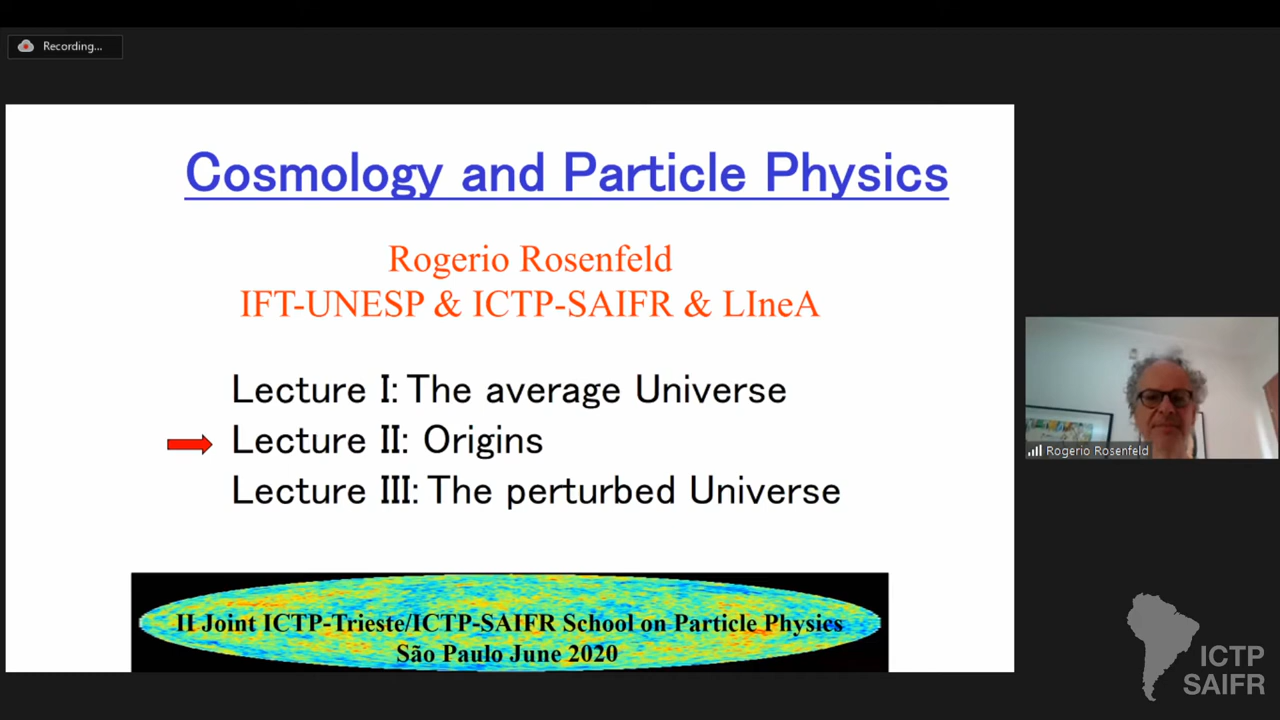 Recording...
Cosmology and Particle Physics
Rogerio Rosenfeld
IFT-UNESP & ICTP-SAIFR & LIneA
Lecture I: The average Universe
Lecture II: Origins
Lecture III: The perturbed Universe
Rogerio Rosenfeld
II Joint ICTP-Trieste/ICTP-SAIFR School on Particle Physics
São Paulo June 2020
ICTP
SAIFR